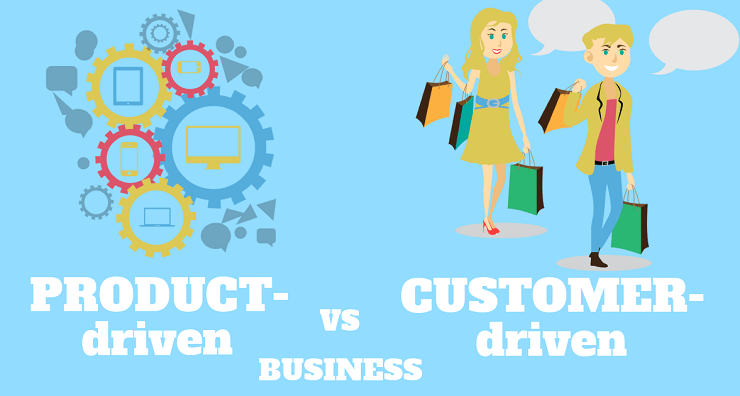 PRODUCT-
driven
vs
BUSINESS
CUSTOMER-
driven